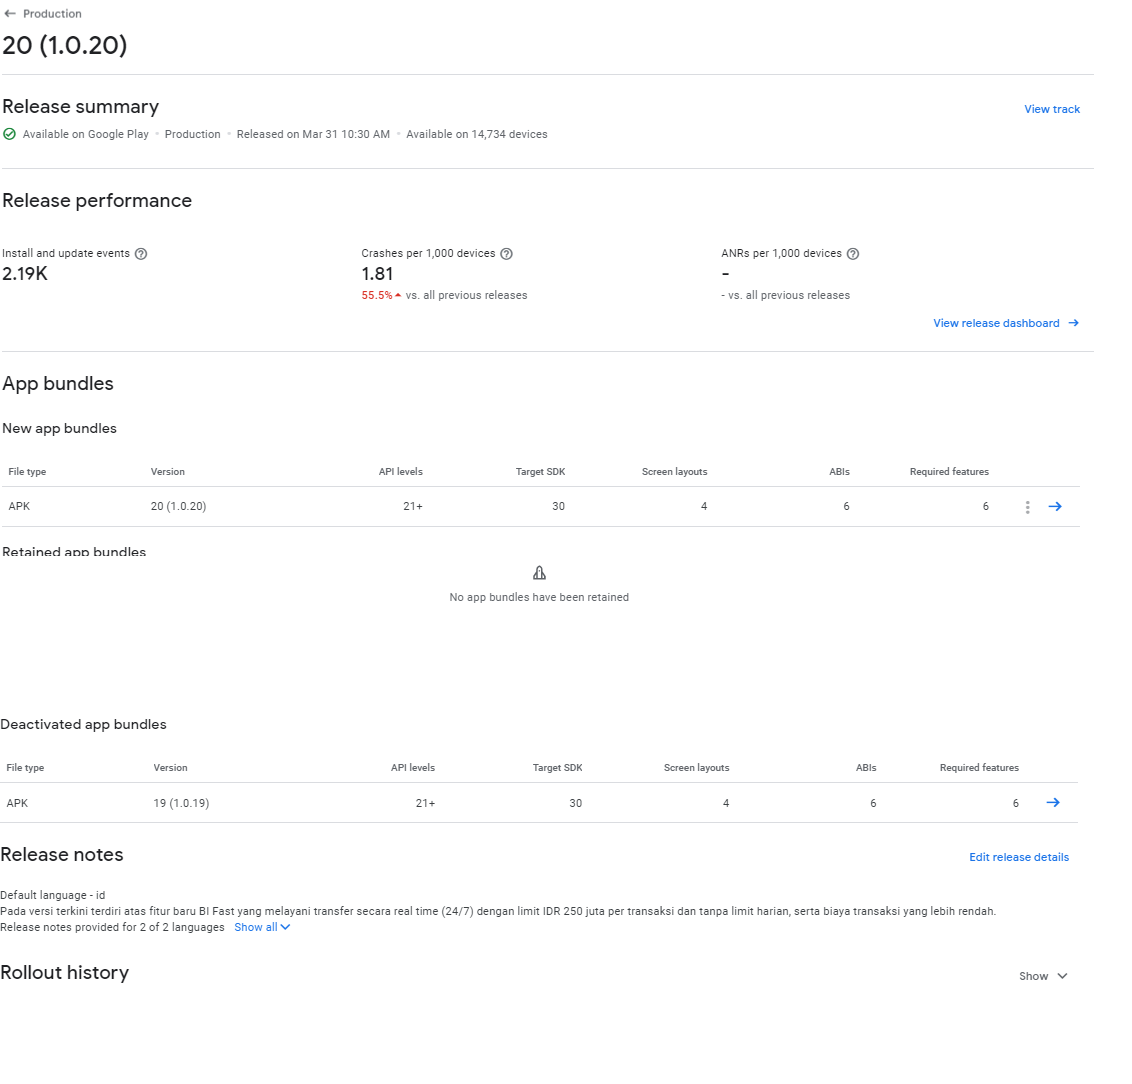 Production
20 (1.0.20)
Release summary
View track
Available on Google Play • Production • Released on Mar 31 10:30 AM • Available on 14,734 devices
Release performance
Install and update events Crashes per 1,000 devices ANRs per 1,000 devices
2.19K 1.81 -
55.5% vs. all previous releases - vs. all previous releases
View release dashboard
App bundles
New app bundles
File type Version API levels Target SDK Screen layouts ABIs Required features
APK 20 (1.0.20) 21+ 30 4 6 6
Retained app bundles
No app bundles have been retained
Deactivated app bundles
File type Version API levels Target SDK Screen layouts ABIs Required features
APK 19 (1.0.19) 21+ 30 4 6 6
Release notes
Edit release details
Default language - id
Pada versi terkini terdiri atas fitur baru BI Fast yang melayani transfer secara real time (24/7) dengan limit IDR 250 juta per transaksi dan tanpa limit harian, serta biaya transaksi yang lebih rendah.
Release notes provided for 2 of 2 languages Show all
Rollout history
Show